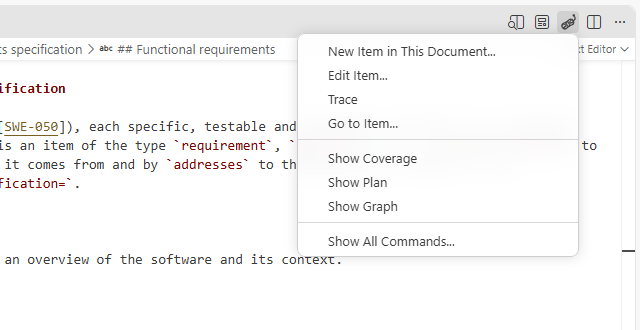 ts specification > abc ## Functional requirements
xt Editor
ification
[SWE-050]), each specific, testable and
is an item of the type `requirement`, `
to
it comes from and by `addresses` to th
fication=`.
an overview of the software and its context.
New Item in This Document...
Edit Item...
Trace
Go to Item...
Show Coverage
Show Plan
Show Graph
Show All Commands...